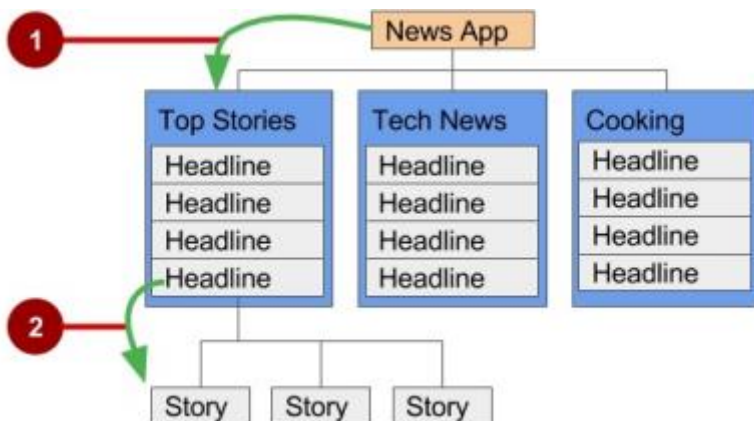 1
News App
Top Stories
Headline
Headline
Headline
Headline
Tech News
Headline
Headline
Headline
Headline
Cooking
Headline
Headline
Headline
Headline
2
Story
Story
Story